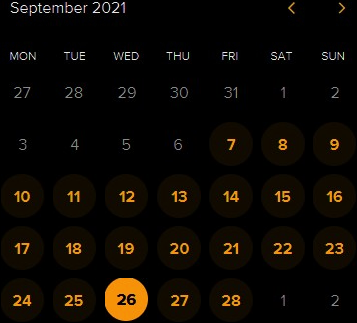 September 2021
MON TUE WED THU FRI SAT SUN
27 28 29 30 31 1 2
3 4 5 6 7 8 9
10 11 12 13 14 15 16
17 18 19 20 21 22 23
24 25 26 27 28 1 2